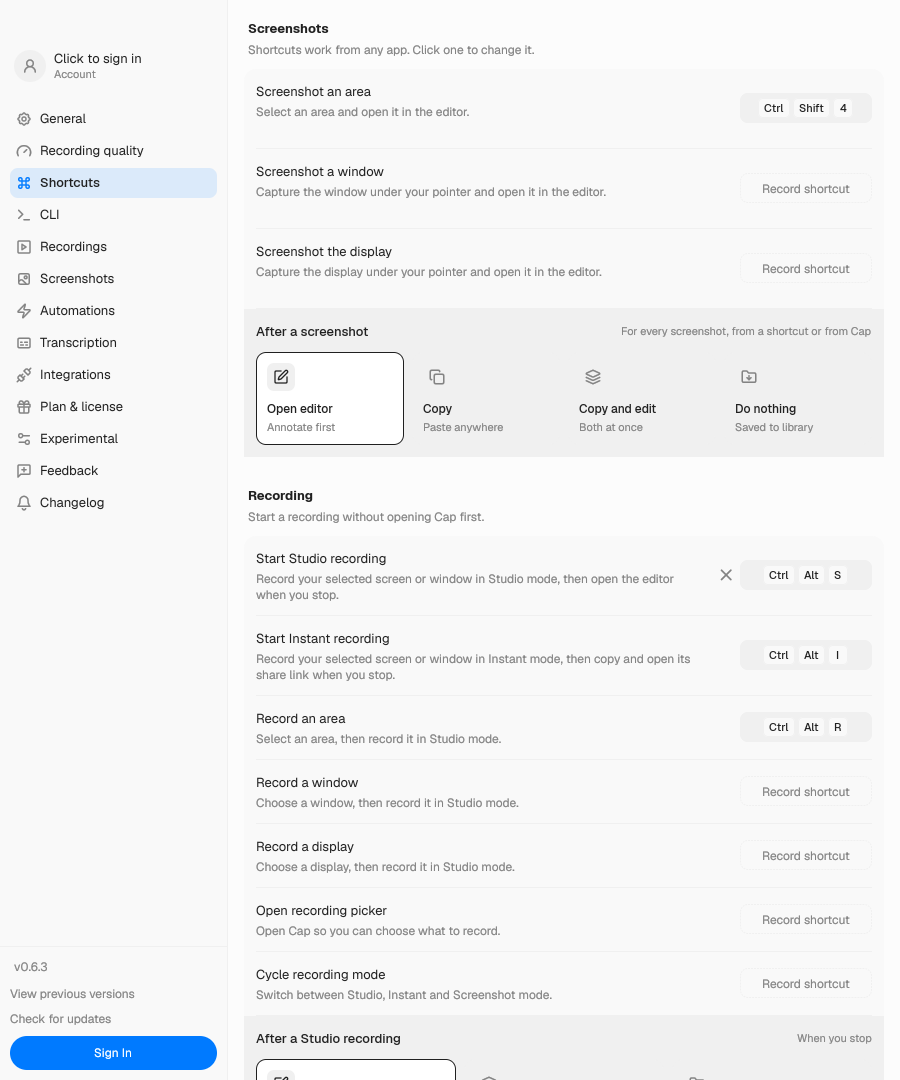 Click to sign in
Account
General
Recording quality
Shortcuts
CLI
Recordings
Screenshots
Automations
Transcription
Integrations
Plan & license
Experimental
Feedback
Changelog
v0.6.3
View previous versions
Check for updates
Sign In
Screenshots
Shortcuts work from any app. Click one to change it.
Screenshot an area
Select an area and open it in the editor.
Ctrl Shift 4
Screenshot a window
Capture the window under your pointer and open it in the editor.
Record shortcut
Screenshot the display
Capture the display under your pointer and open it in the editor.
Record shortcut
After a screenshot
For every screenshot, from a shortcut or from Cap
Open editor
Annotate first
Copy
Paste anywhere
Copy and edit
Both at once
Do nothing
Saved to library
Recording
Start a recording without opening Cap first.
Start Studio recording
Record your selected screen or window in Studio mode, then open the editor
when you stop.
Ctrl Alt S
Start Instant recording
Record your selected screen or window in Instant mode, then copy and open its
share link when you stop.
Ctrl Alt I
Record an area
Select an area, then record it in Studio mode.
Ctrl Alt R
Record a window
Choose a window, then record it in Studio mode.
Record shortcut
Record a display
Choose a display, then record it in Studio mode.
Record shortcut
Open recording picker
Open Cap so you can choose what to record.
Record shortcut
Cycle recording mode
Switch between Studio, Instant and Screenshot mode.
Record shortcut
After a Studio recording
When you stop